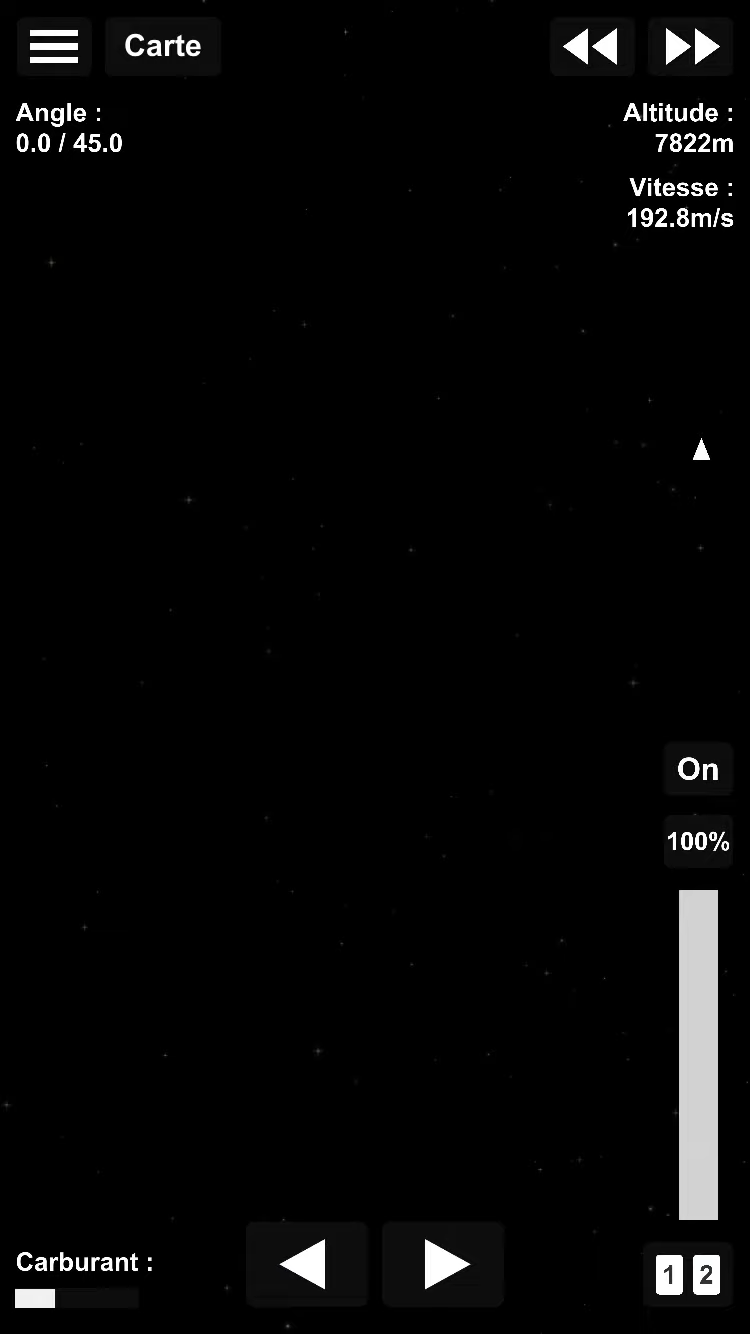 Carte
Angle :
0.0 / 45.0
Altitude :
7822m
Vitesse :
192.8m/s
On
100%
Carburant :
1 2